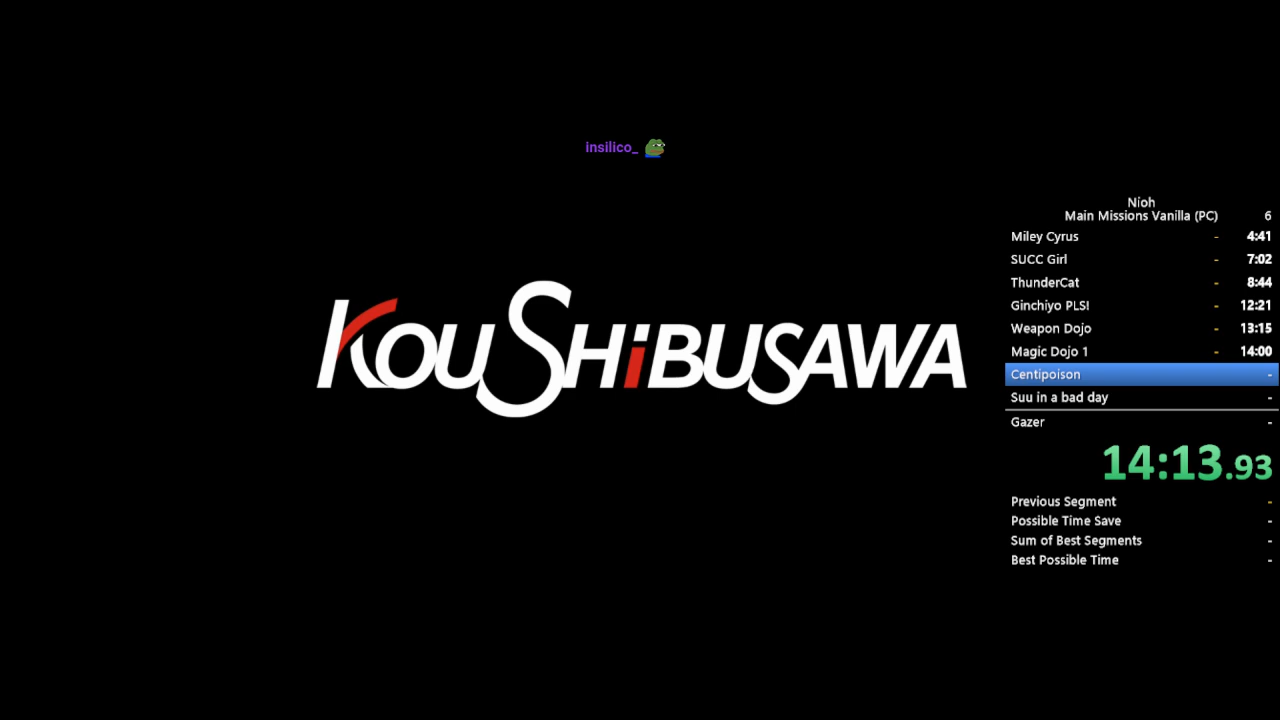 insilico_
KOUSHiBUSAWA
Nioh
Main Missions Vanilla (PC) 6
Miley Cyrus - 4:41
SUCC Girl - 7:02
ThunderCat - 8:44
Ginchiyo PLS! - 12:21
Weapon Dojo - 13:15
Magic Dojo 1 - 14:00
Centipoison -
Suu in a bad day -
Gazer -
14:13.93
Previous Segment -
Possible Time Save -
Sum of Best Segments -
Best Possible Time -